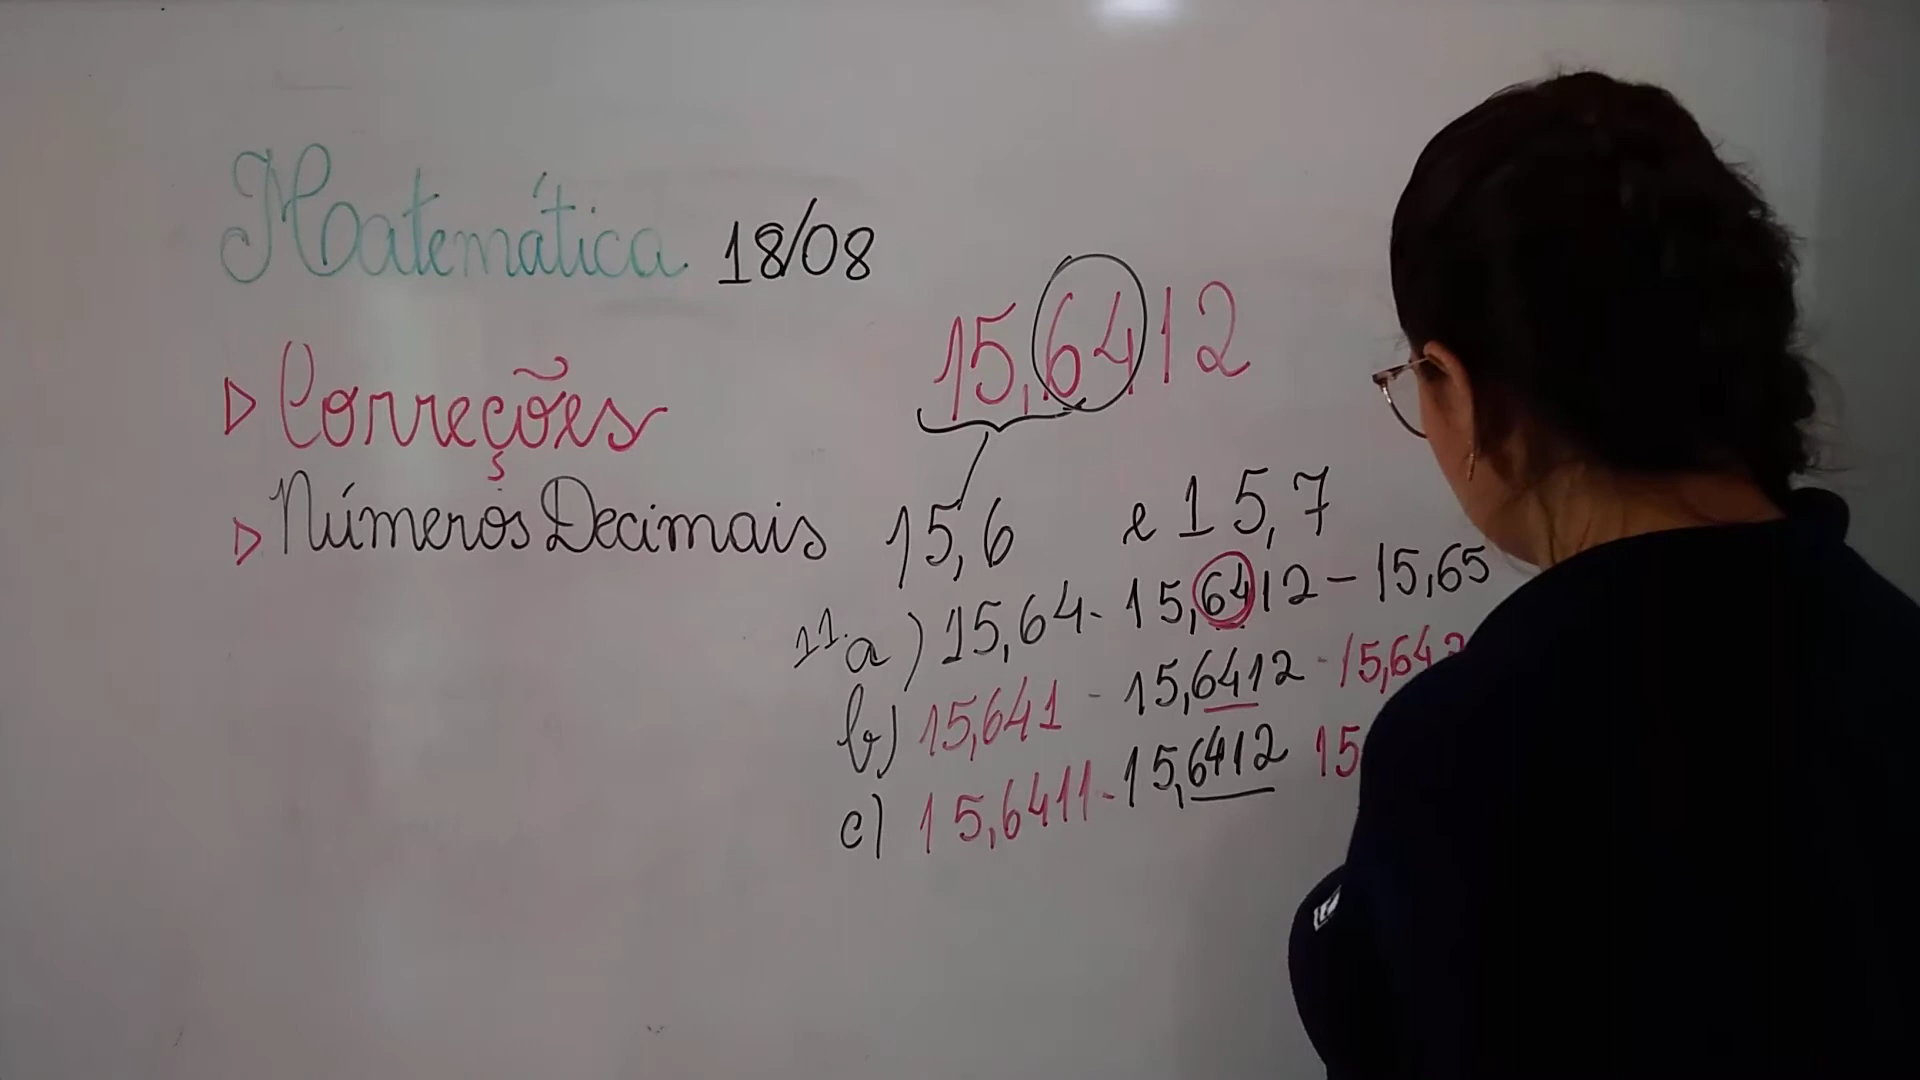 Matemática 18/08
15,6412
▷ Correções
▷ Números Decimais
15,6 e 15,7
11. a) 15,64 - 15,6412 - 15,65
b) 15,641 - 15,6412 - 15,642
c) 15,6411 - 15,6412 15